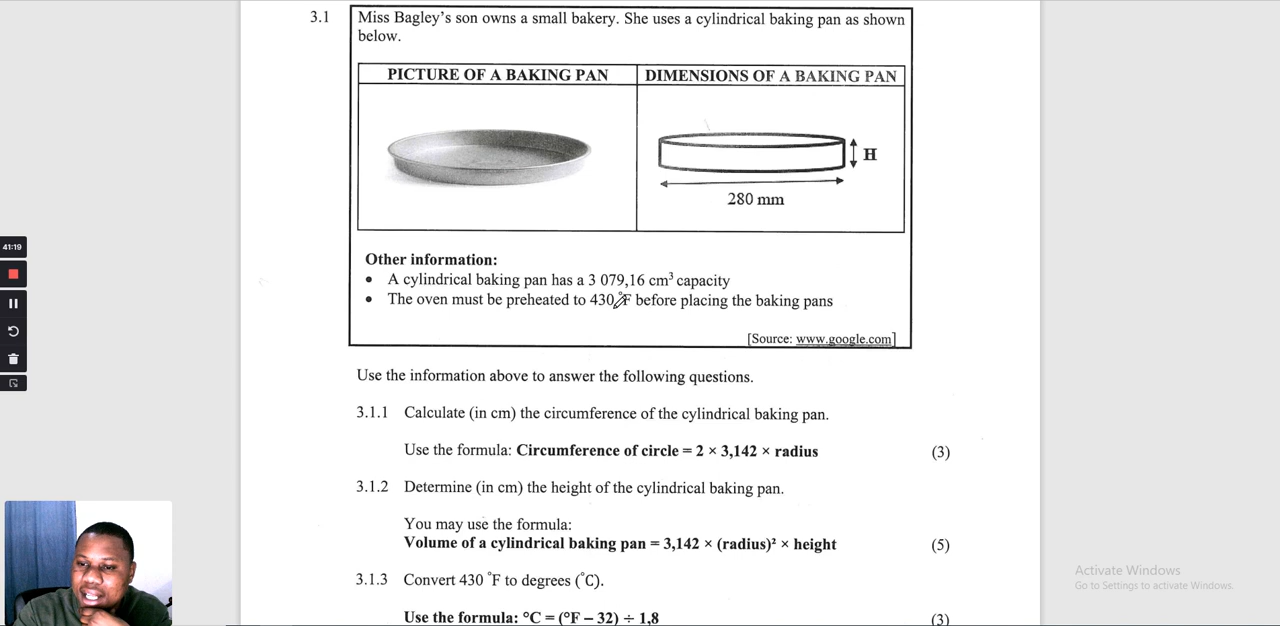 3.1 Miss Bagley's son owns a small bakery. She uses a cylindrical baking pan as shown
below.
PICTURE OF A BAKING PAN DIMENSIONS OF A BAKING PAN
H
280 mm
Other information:
• A cylindrical baking pan has a 3 079,16 cm³ capacity
• The oven must be preheated to 430 °F before placing the baking pans
[Source: www.google.com]
Use the information above to answer the following questions.
3.1.1 Calculate (in cm) the circumference of the cylindrical baking pan.
Use the formula: Circumference of circle = 2 × 3,142 × radius (3)
3.1.2 Determine (in cm) the height of the cylindrical baking pan.
You may use the formula:
Volume of a cylindrical baking pan = 3,142 × (radius)² × height (5)
3.1.3 Convert 430 °F to degrees (°C).
Use the formula: °C = (°F – 32) ÷ 1,8 (3)
41:19
Activate Windows
Go to Settings to activate Windows.